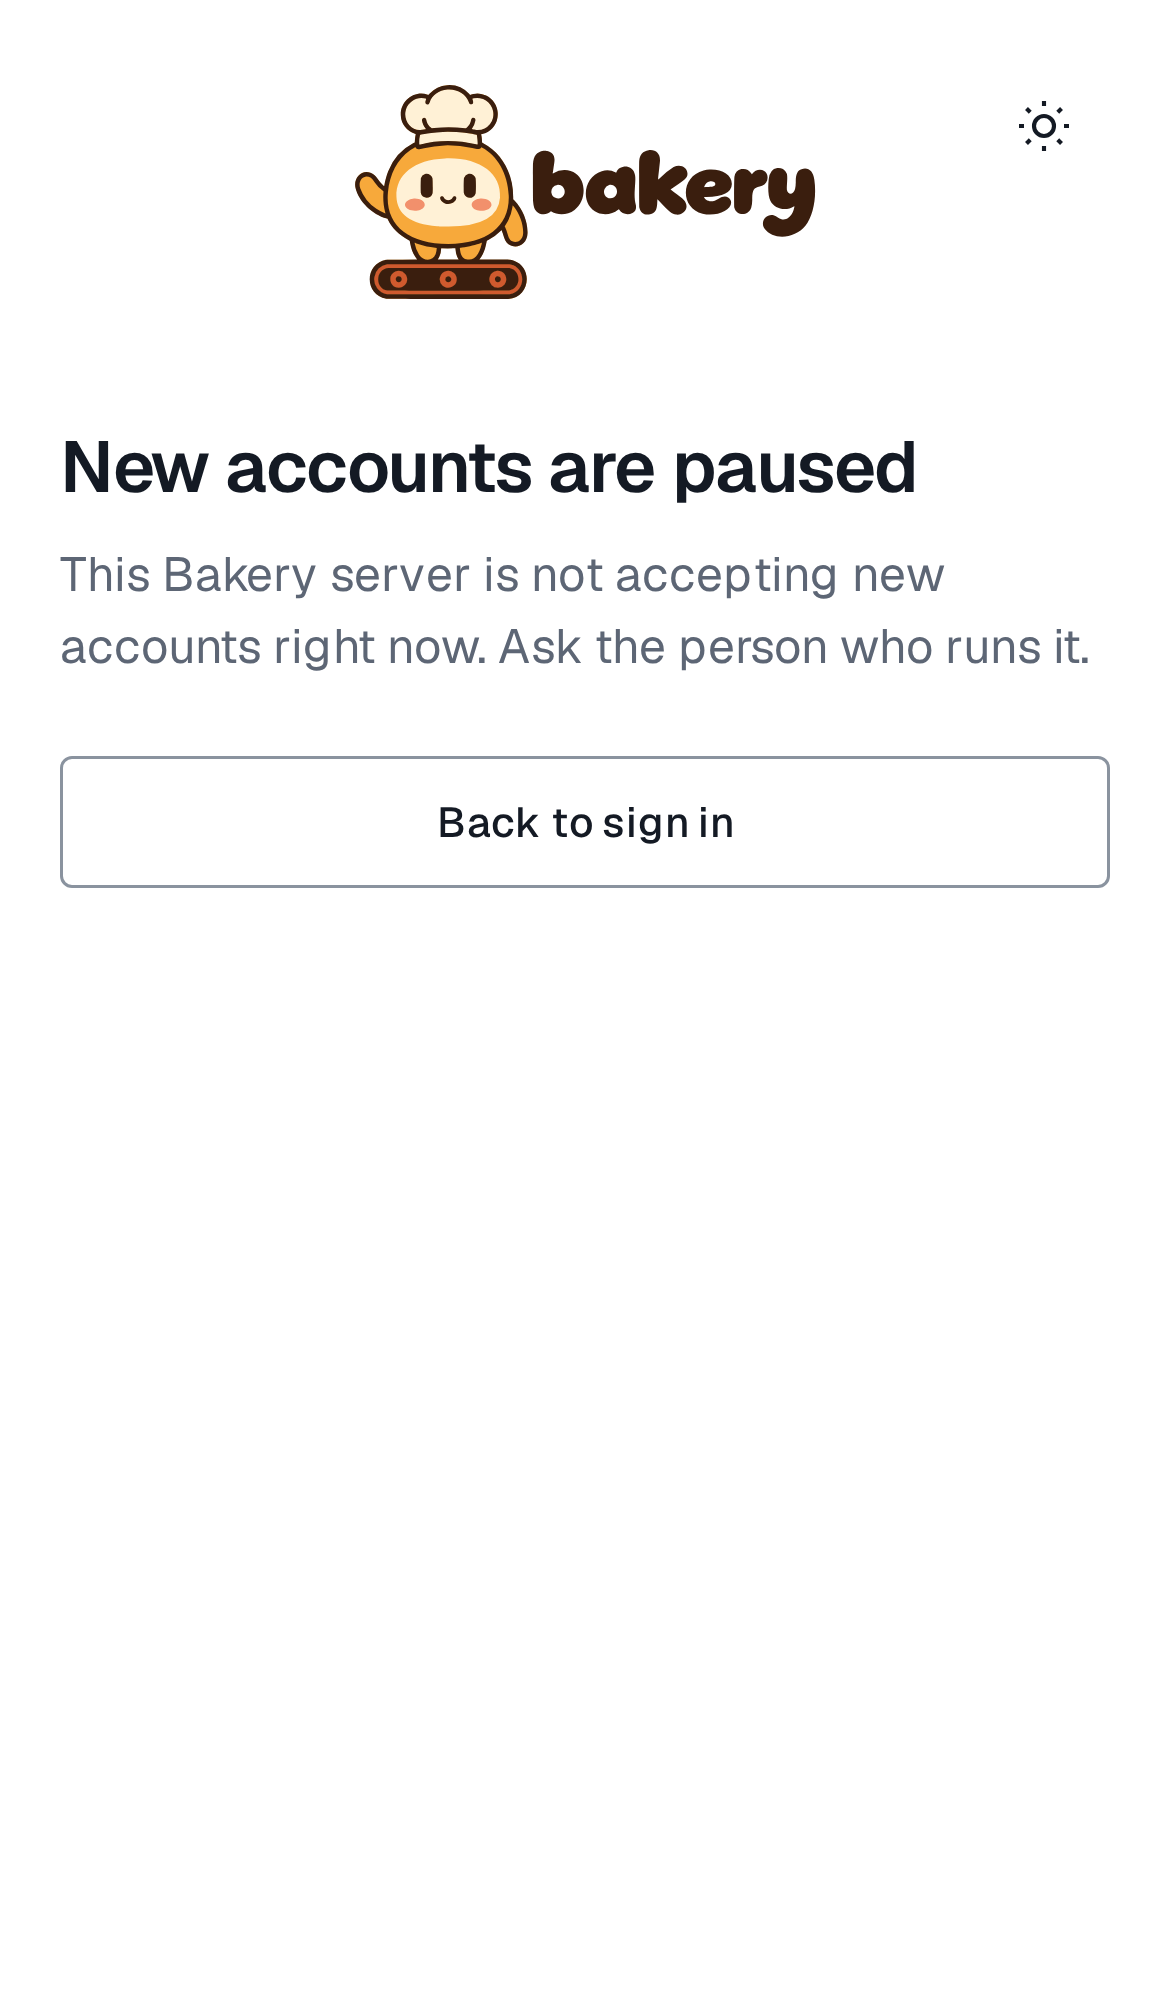 bakery
New accounts are paused
This Bakery server is not accepting new
accounts right now. Ask the person who runs it.
Back to sign in